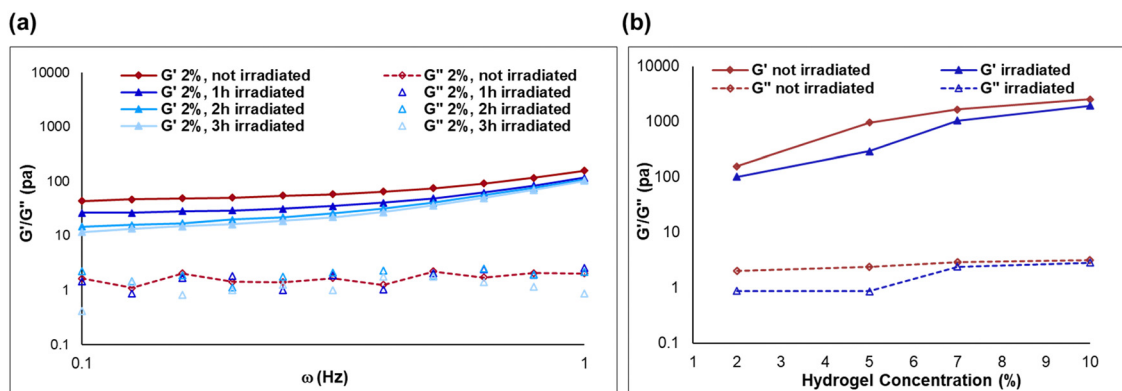 (a)
G' 2%, not irradiated
G' 2%, 1h irradiated
G' 2%, 2h irradiated
G' 2%, 3h irradiated
G'' 2%, not irradiated
G'' 2%, 1h irradiated
G'' 2%, 2h irradiated
G'' 2%, 3h irradiated
10000
1000
100
10
1
0.1
G'/G'' (pa)
0.1
1
ω (Hz)
(b)
G' not irradiated
G'' not irradiated
G' irradiated
G'' irradiated
10000
1000
100
10
1
0.1
G'/G'' (pa)
1 2 3 4 5 6 7 8 9 10
Hydrogel Concentration (%)